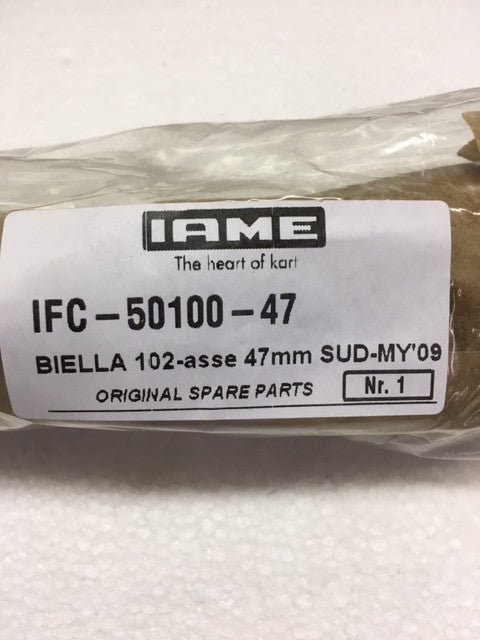 IAME
The heart of kart
IFC-50100-47
BIELLA 102-asse 47mm SUD-MY'09
ORIGINAL SPARE PARTS Nr. 1